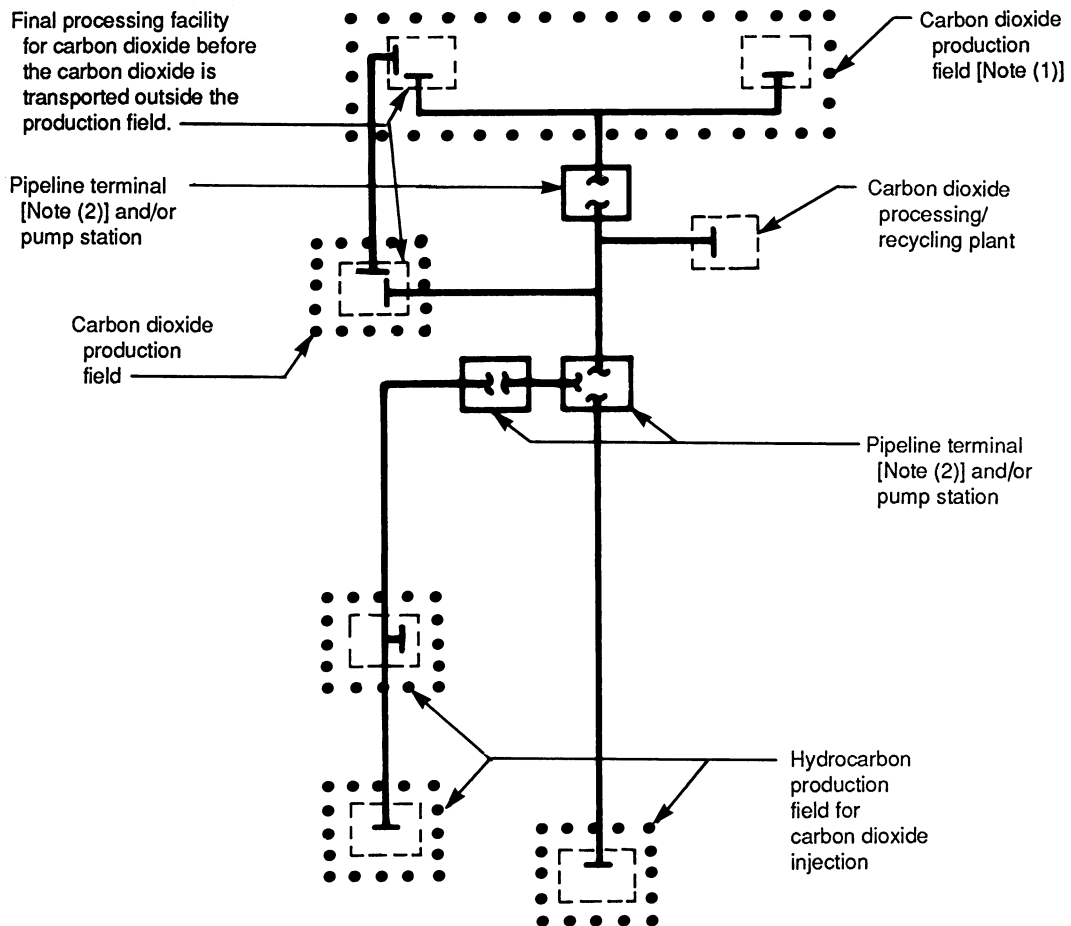 Final processing facility
for carbon dioxide before
the carbon dioxide is
transported outside the
production field.
Carbon dioxide
production
field [Note (1)]
Pipeline terminal
[Note (2)] and/or
pump station
Carbon dioxide
processing/
recycling plant
Carbon dioxide
production
field
Pipeline terminal
[Note (2)] and/or
pump station
Hydrocarbon
production
field for
carbon dioxide
injection